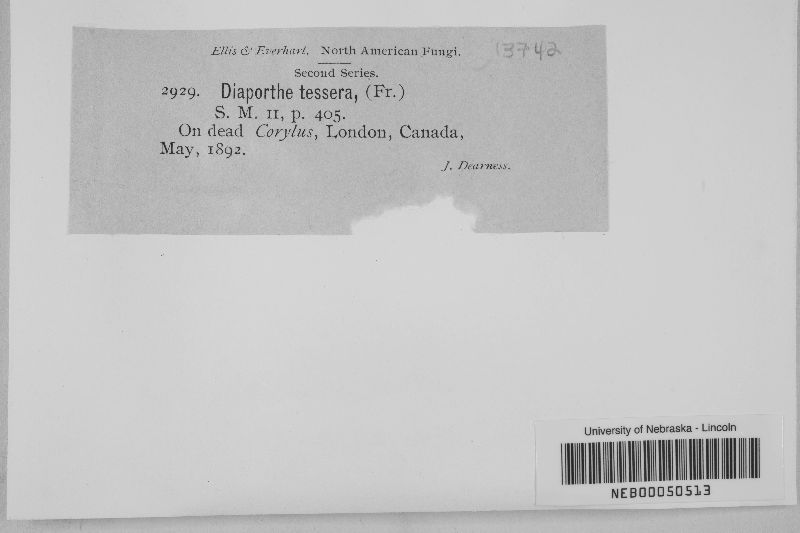 Ellis & Everhart. North American Fungi. 13742
Second Series.
2929. Diaporthe tessera, (Fr.)
S. M. II, p. 405.
On dead Corylus, London, Canada,
May, 1892.
J. Dearness.
University of Nebraska - Lincoln
NEB00050513